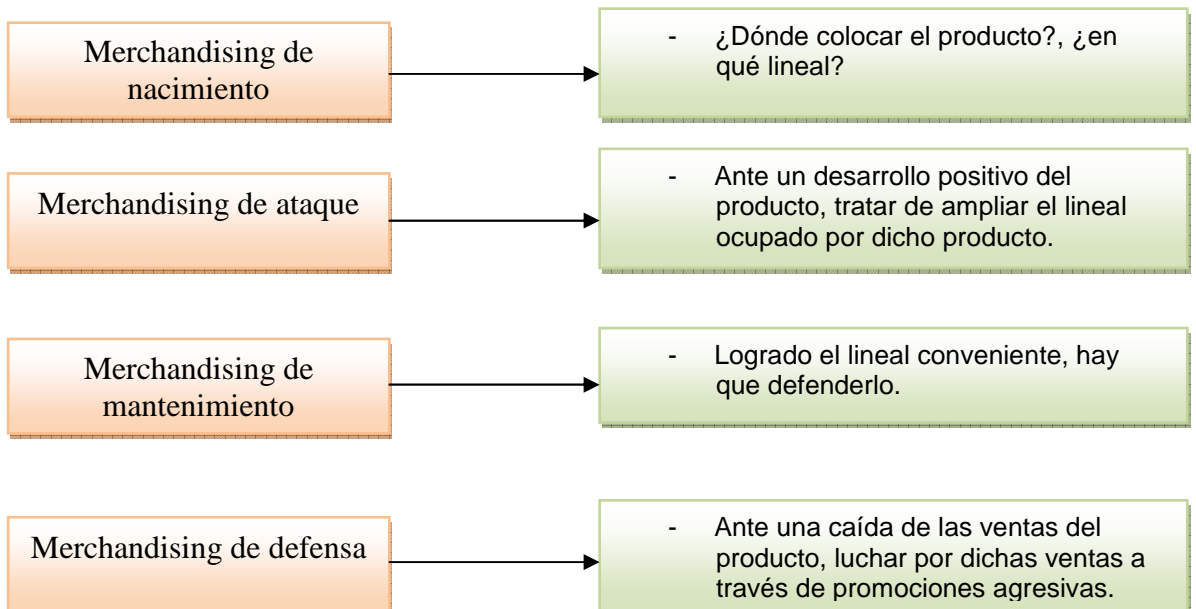 Merchandising de
nacimiento
- ¿Dónde colocar el producto?, ¿en
qué lineal?
Merchandising de ataque
- Ante un desarrollo positivo del
producto, tratar de ampliar el lineal
ocupado por dicho producto.
Merchandising de
mantenimiento
- Logrado el lineal conveniente, hay
que defenderlo.
Merchandising de defensa
- Ante una caída de las ventas del
producto, luchar por dichas ventas a
través de promociones agresivas.